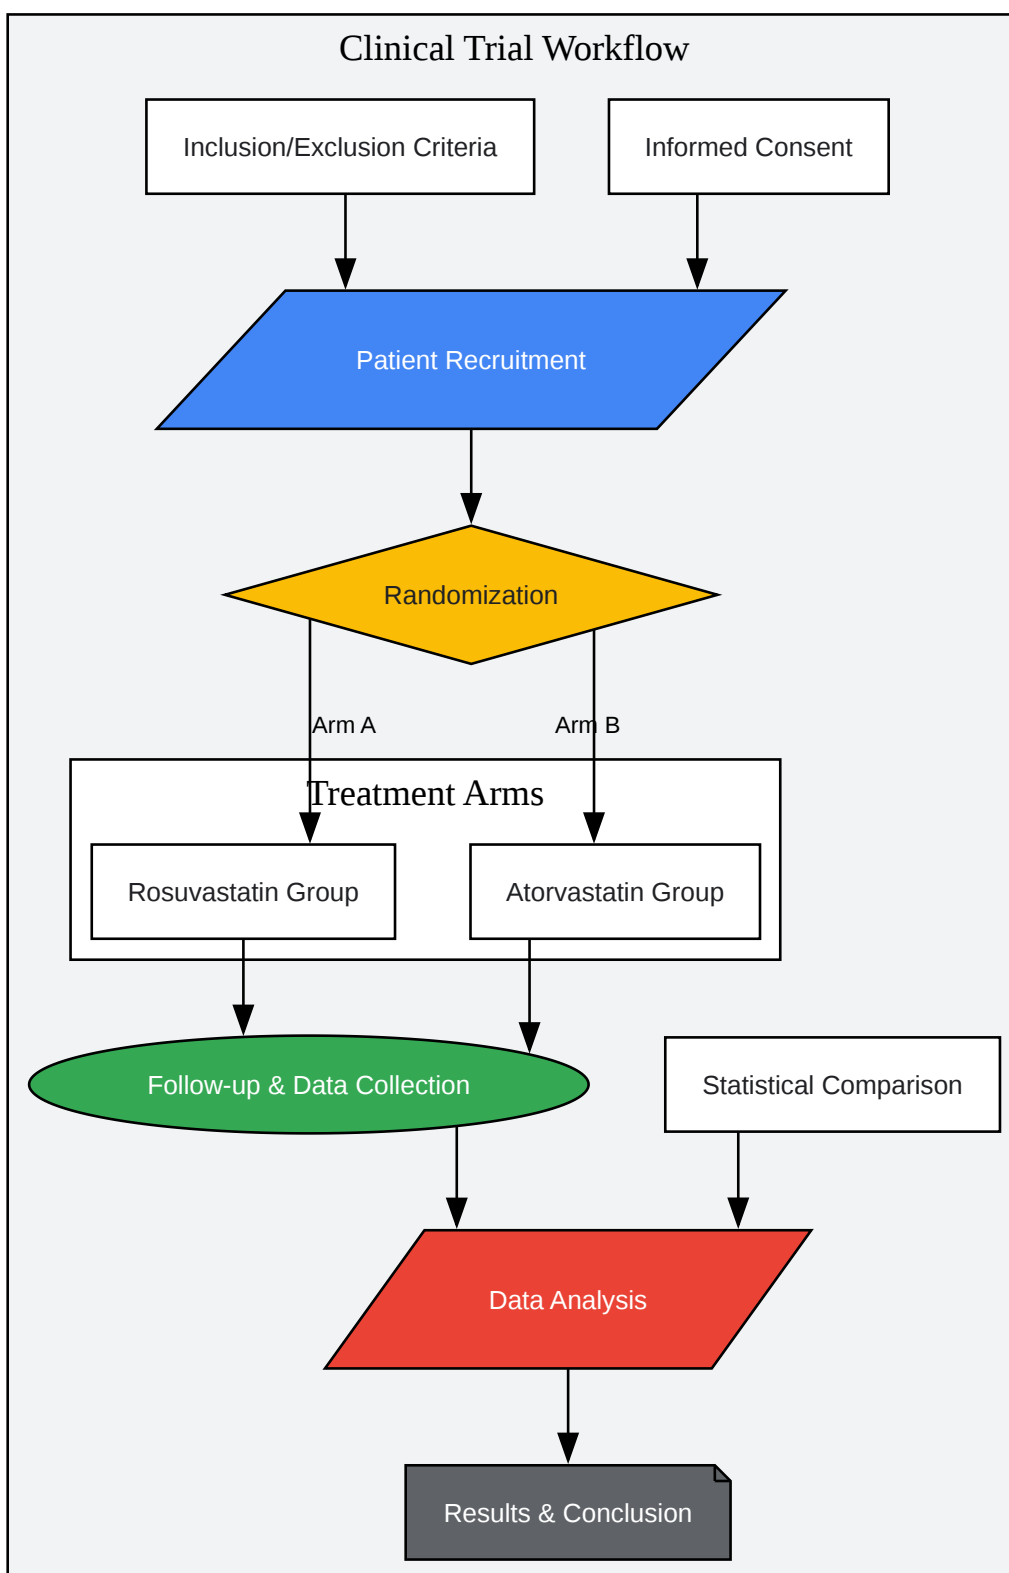 Clinical Trial Workflow
Inclusion/Exclusion Criteria
Informed Consent
Patient Recruitment
Randomization
Arm A
Arm B
Treatment Arms
Rosuvastatin Group
Atorvastatin Group
Follow-up & Data Collection
Statistical Comparison
Data Analysis
Results & Conclusion